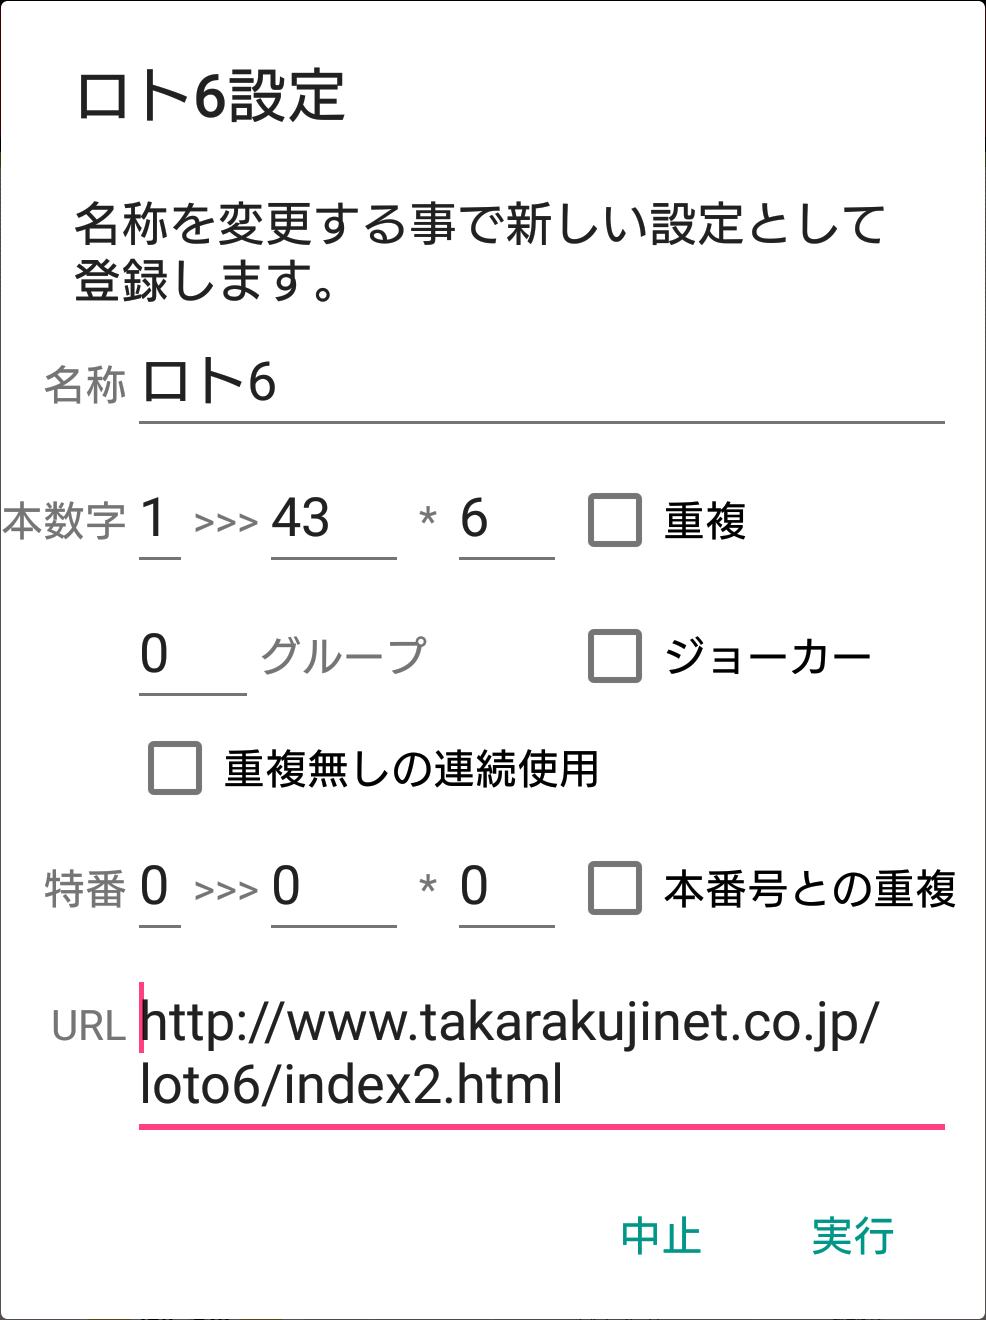 ロト6設定
名称を変更する事で新しい設定として
登録します。
名称 ロト6
本数字 1 >>> 43 * 6 重複
0 グループ ジョーカー
重複無しの連続使用
特番 0 >>> 0 * 0 本番号との重複
URL http://www.takarakujinet.co.jp/
loto6/index2.html
中止 実行